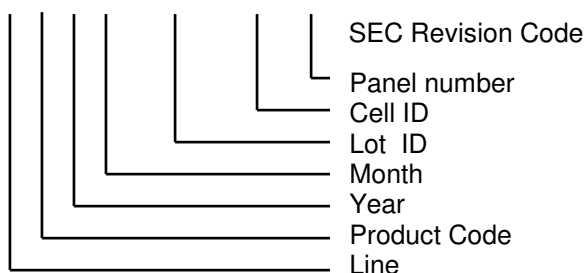 SEC Revision Code
Panel number
Cell ID
Lot ID
Month
Year
Product Code
Line